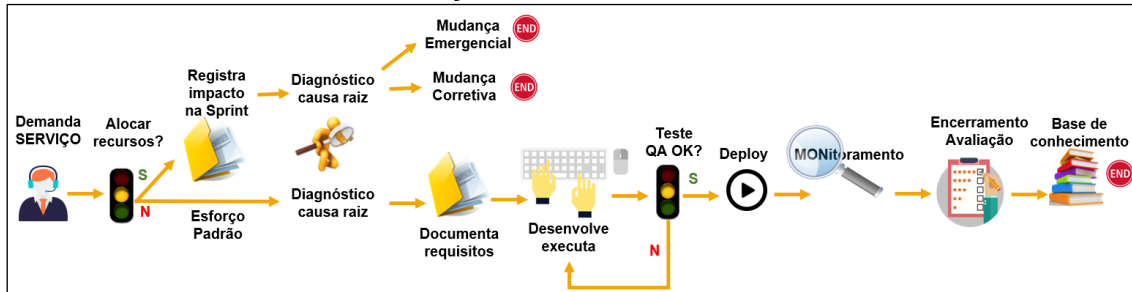 Demanda
SERVIÇO
Alocar
recursos?
S
N
Registra
impacto
na Sprint
Esforço
Padrão
Diagnóstico
causa raiz
Mudança
Emergencial
END
Mudança
Corretiva
END
Diagnóstico
causa raiz
Documenta
requisitos
Desenvolve
executa
Teste
QA OK?
S
N
Deploy
MONitoramento
Encerramento
Avaliação
Base de
conhecimento
END